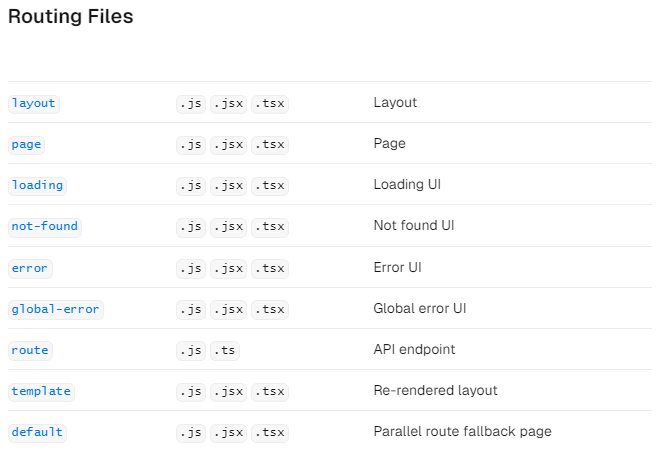 Routing Files
layout .js .jsx .tsx Layout
page .js .jsx .tsx Page
loading .js .jsx .tsx Loading UI
not-found .js .jsx .tsx Not found UI
error .js .jsx .tsx Error UI
global-error .js .jsx .tsx Global error UI
route .js .ts API endpoint
template .js .jsx .tsx Re-rendered layout
default .js .jsx .tsx Parallel route fallback page